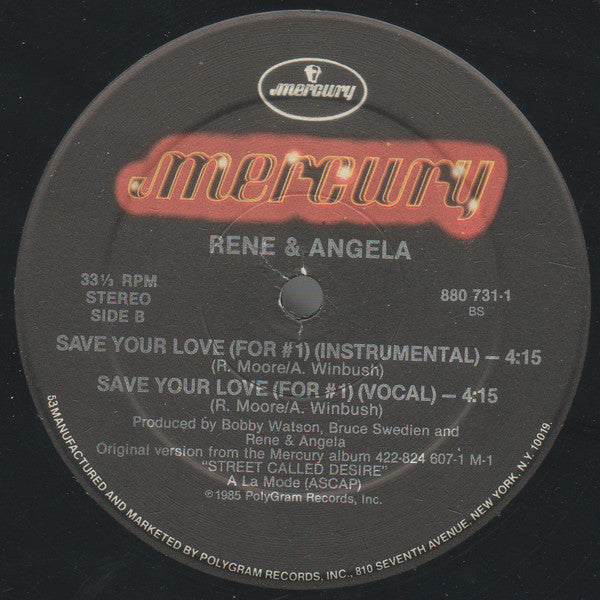 mercury
mercury
RENE & ANGELA
33⅓ RPM
STEREO
SIDE B
880 731-1
BS
SAVE YOUR LOVE (FOR #1) (INSTRUMENTAL) – 4:15
(R. Moore/A. Winbush)
SAVE YOUR LOVE (FOR #1) (VOCAL) – 4:15
(R. Moore/A. Winbush)
Produced by Bobby Watson, Bruce Swedien and
Rene & Angela
Original version from the Mercury album 422-824 607-1 M-1
"STREET CALLED DESIRE"
A La Mode (ASCAP)
℗ 1985 PolyGram Records, Inc.
53 MANUFACTURED AND MARKETED BY POLYGRAM RECORDS, INC., 810 SEVENTH AVENUE, NEW YORK, N.Y. 10019.